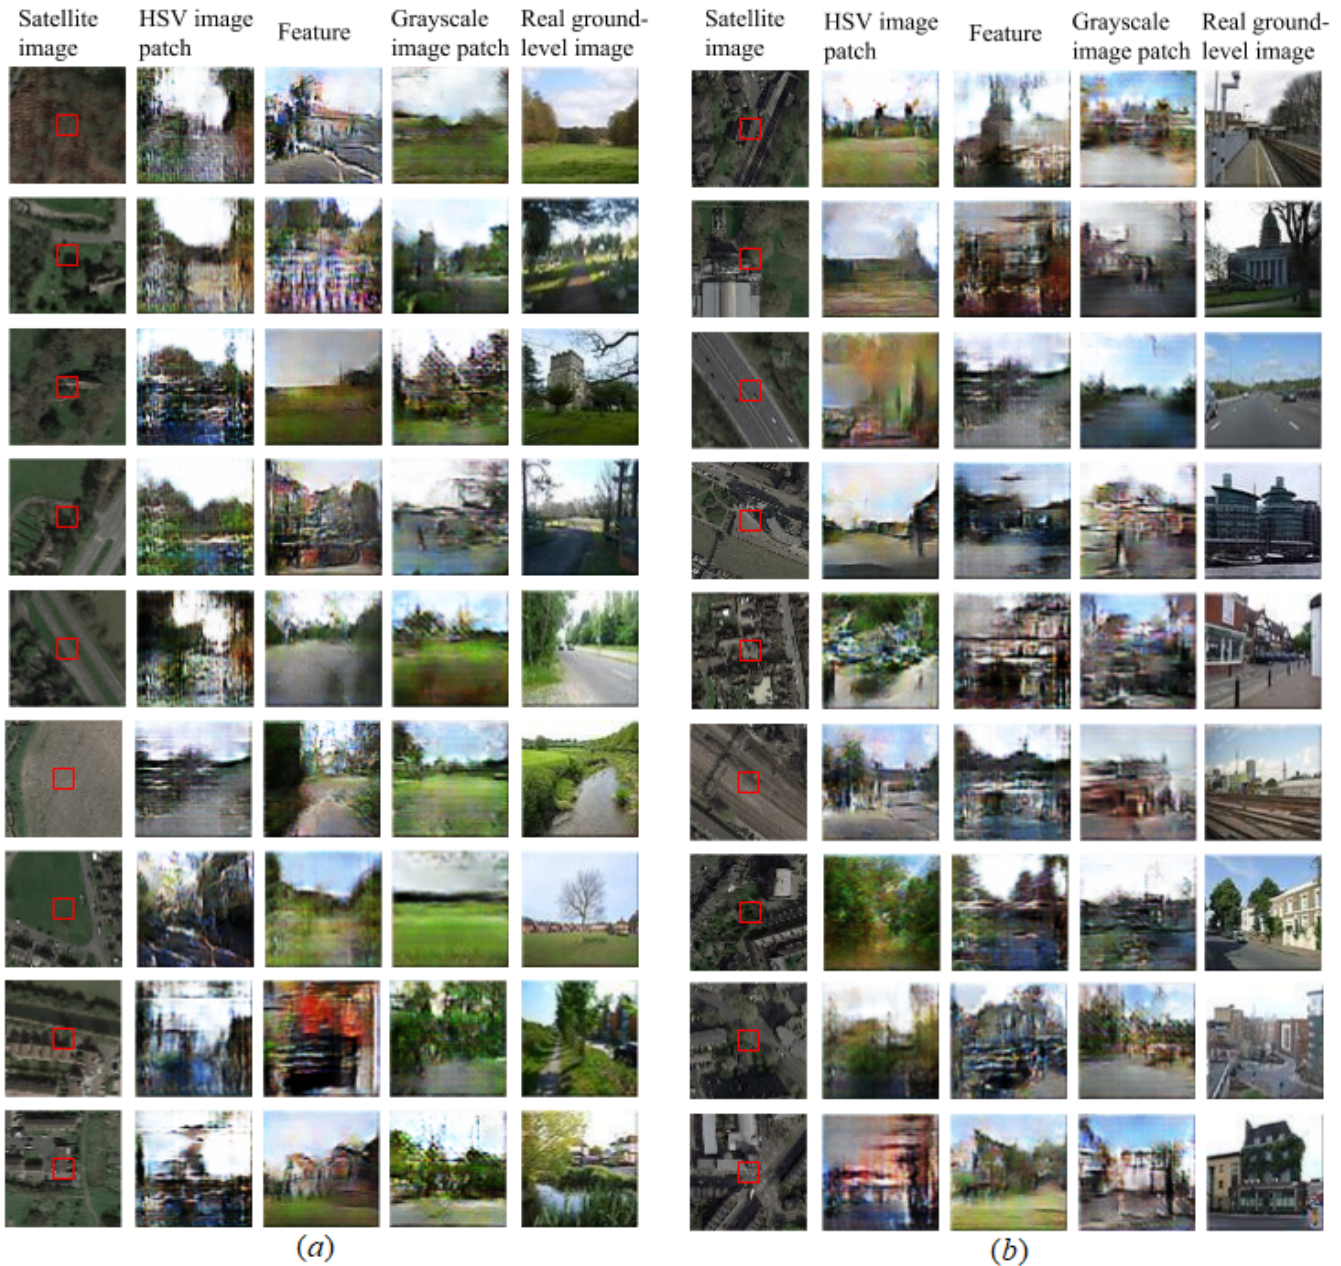 Satellite image
HSV image patch
Feature
Grayscale image patch
Real ground-level image
Satellite image
HSV image patch
Feature
Grayscale image patch
Real ground-level image
(a)
(b)